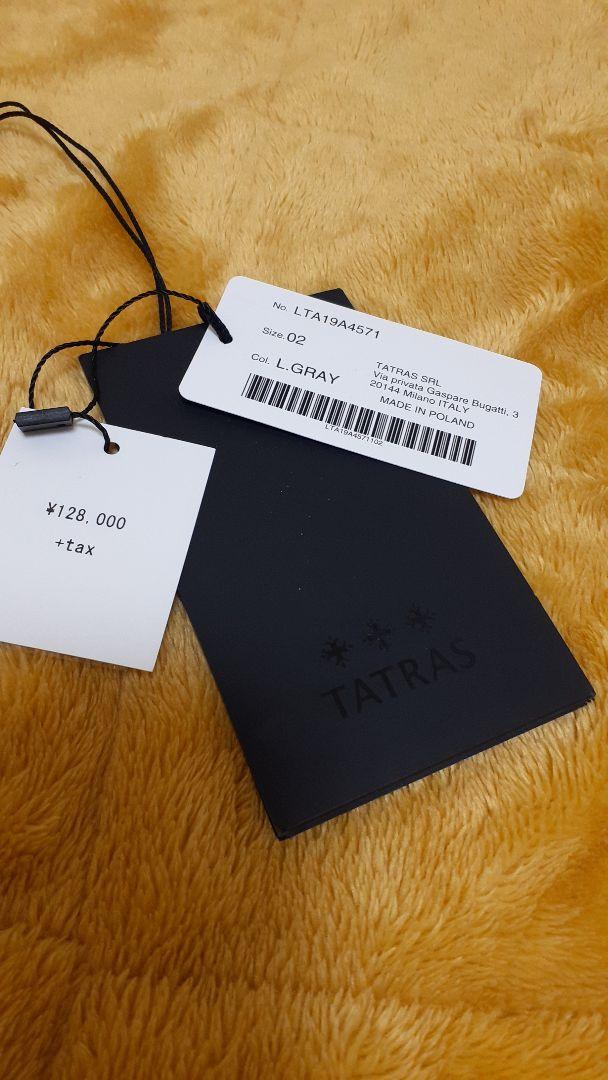 No. LTA19A4571
Size. 02
Col. L.GRAY
TATRAS SRL
Via privata Gaspare Bugatti, 3
20144 Milano ITALY
MADE IN POLAND
LTA19A4571102
¥128,000
+tax
TATRAS